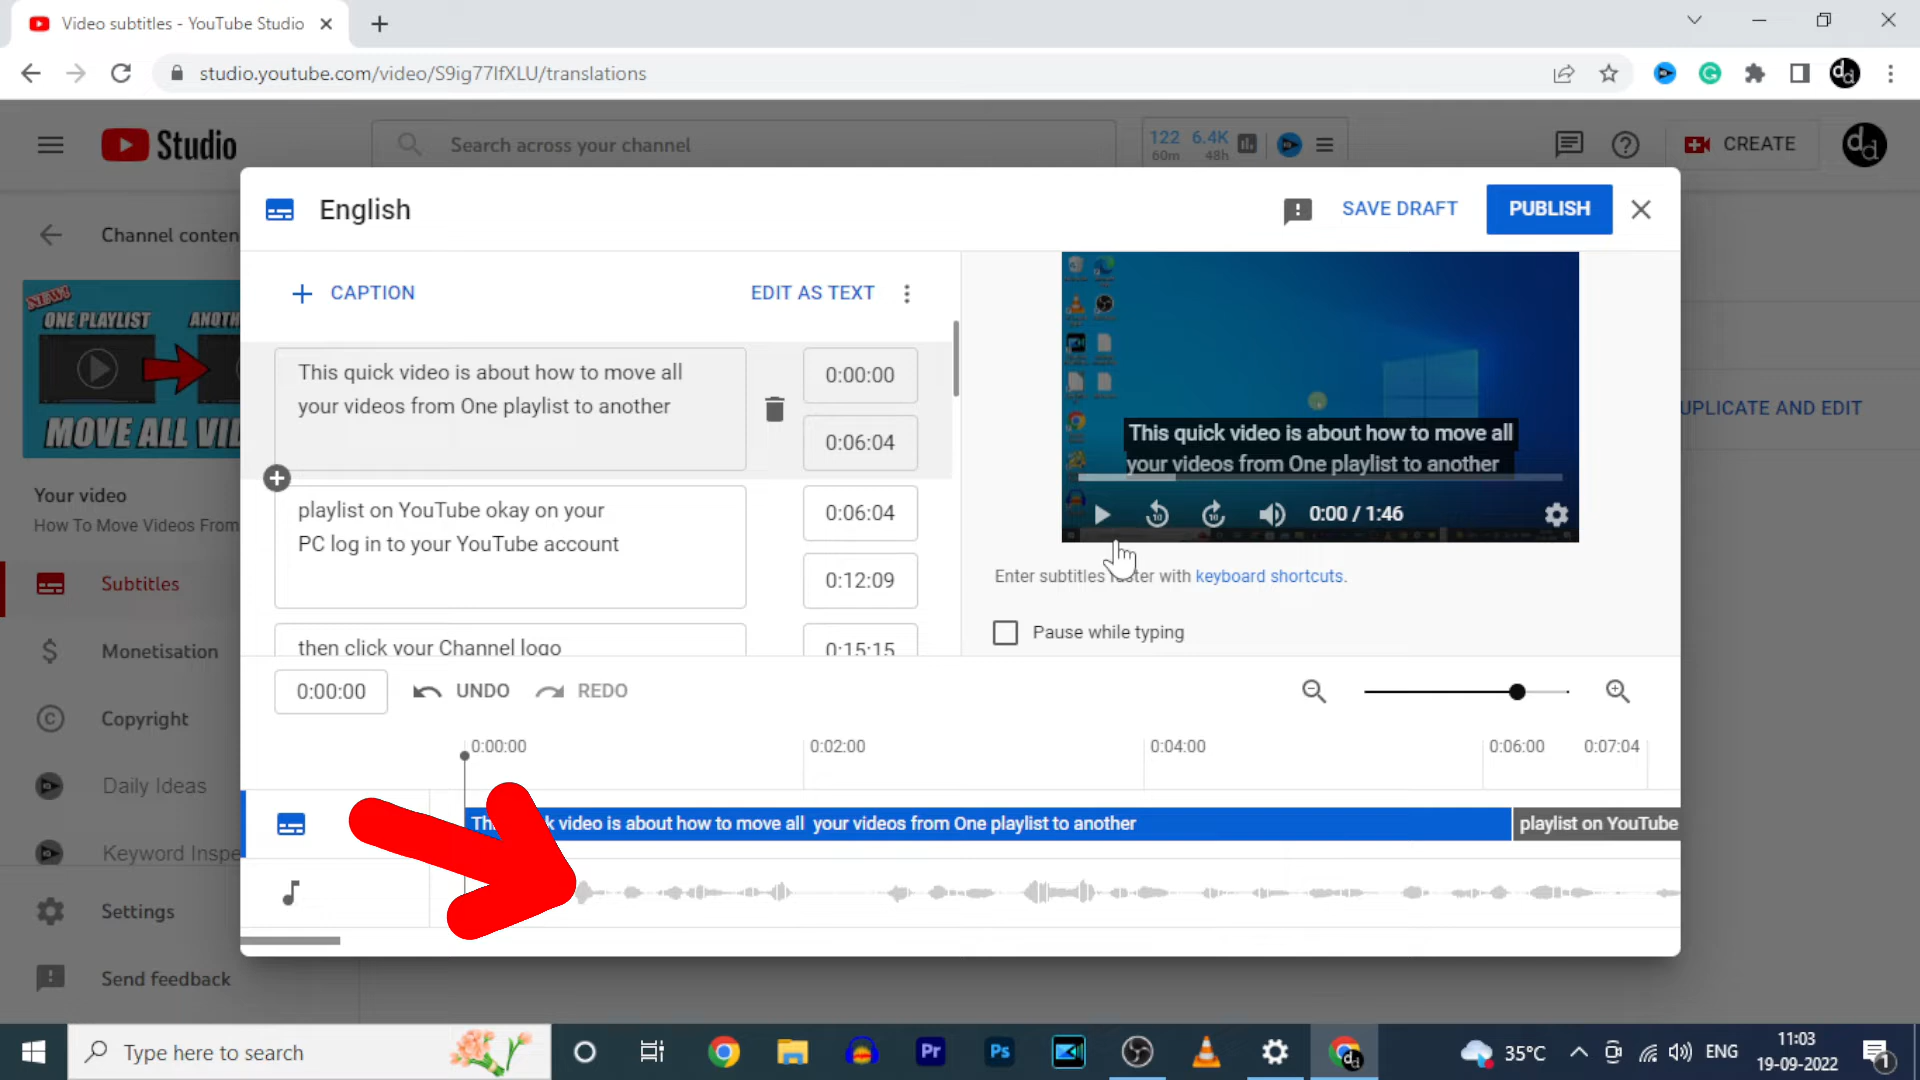 Video subtitles - YouTube Studio
studio.youtube.com/video/S9ig77IfXLU/translations
Studio
Search across your channel
122 6.4K
60m 48h
CREATE
dd
English
SAVE DRAFT
PUBLISH
Channel conten
NEW!
ONE PLAYLIST
ANOTH
MOVE ALL VID
Your video
How To Move Videos From
Subtitles
Monetisation
Copyright
Daily Ideas
Keyword Inspe
Settings
Send feedback
CAPTION
EDIT AS TEXT
This quick video is about how to move all
your videos from One playlist to another
0:00:00
0:06:04
playlist on YouTube okay on your
PC log in to your YouTube account
0:06:04
0:12:09
then click your Channel logo
0:15:15
This quick video is about how to move all
your videos from One playlist to another
0:00 / 1:46
Enter subtitles faster with keyboard shortcuts.
Pause while typing
UPLICATE AND EDIT
0:00:00
UNDO
REDO
0:00:00
0:02:00
0:04:00
0:06:00
0:07:04
Th k video is about how to move all your videos from One playlist to another
playlist on YouTube
Type here to search
Pr
Ps
35°C
ENG
11:03
19-09-2022
1